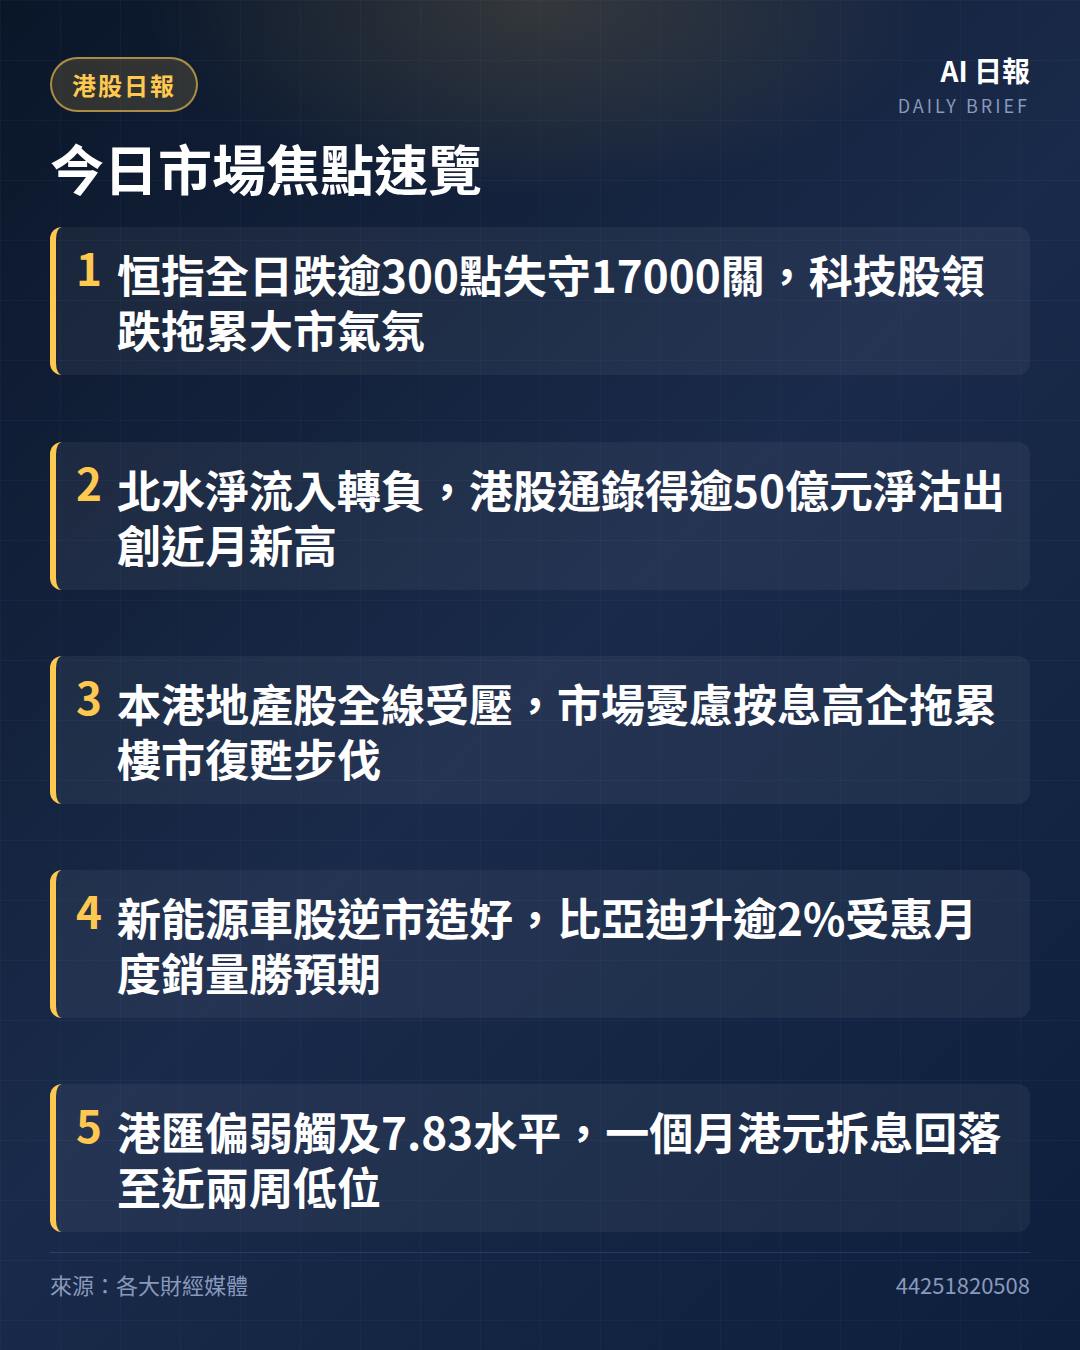 港股日報
AI 日報
DAILY BRIEF
今日市場焦點速覽
1 恒指全日跌逾300點失守17000關，科技股領
跌拖累大市氣氛
2 北水淨流入轉負，港股通錄得逾50億元淨沽出
創近月新高
3 本港地產股全線受壓，市場憂慮按息高企拖累
樓市復甦步伐
4 新能源車股逆市造好，比亞迪升逾2%受惠月
度銷量勝預期
5 港匯偏弱觸及7.83水平，一個月港元拆息回落
至近兩周低位
來源：各大財經媒體
44251820508